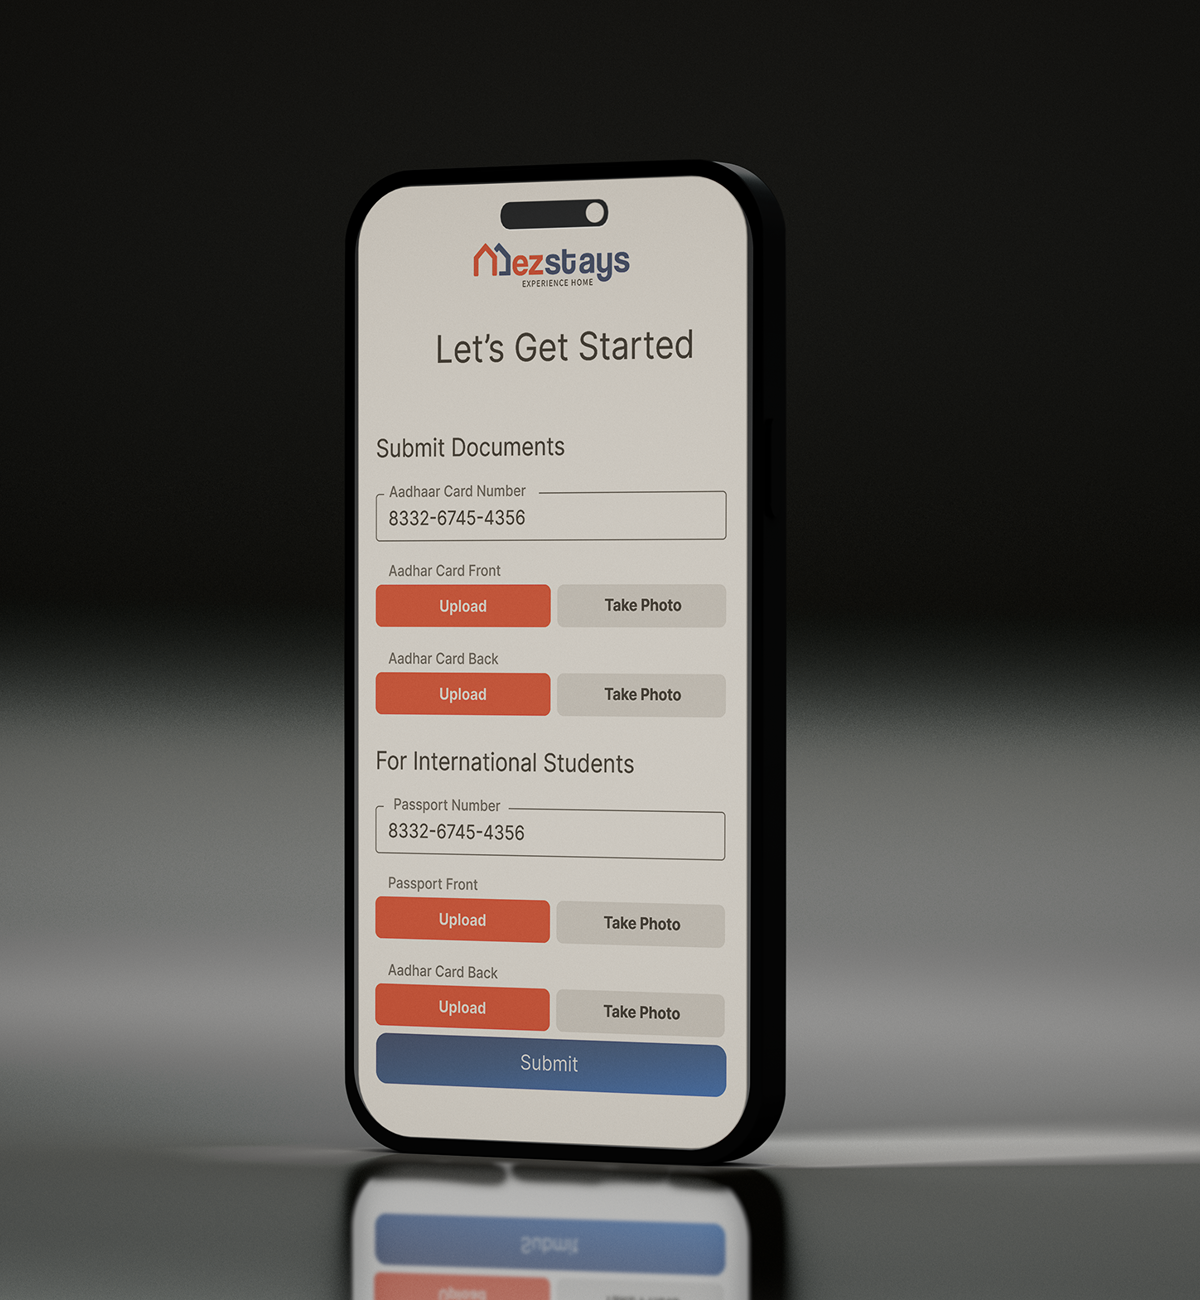 ezstays
EXPERIENCE HOME
Let’s Get Started
Submit Documents
Aadhaar Card Number
8332-6745-4356
Aadhar Card Front
Upload Take Photo
Aadhar Card Back
Upload Take Photo
For International Students
Passport Number
8332-6745-4356
Passport Front
Upload Take Photo
Aadhar Card Back
Upload Take Photo
Submit